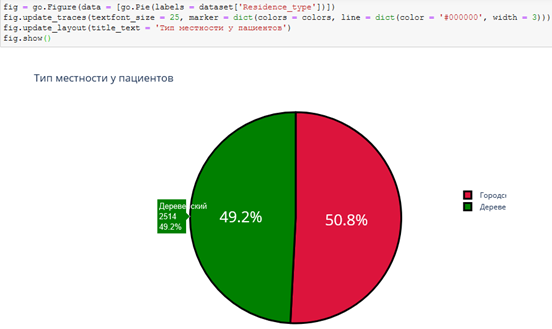 fig = go.Figure(data = [go.Pie(labels = dataset['Residence_type'])])
fig.update_traces(textfont_size = 25, marker = dict(colors = colors, line = dict(color = '#000000', width = 3)))
fig.update_layout(title_text = 'Тип местности у пациентов')
fig.show()
Тип местности у пациентов
Деревенский
2514
49.2%
49.2%
50.8%
Городс
Дереве